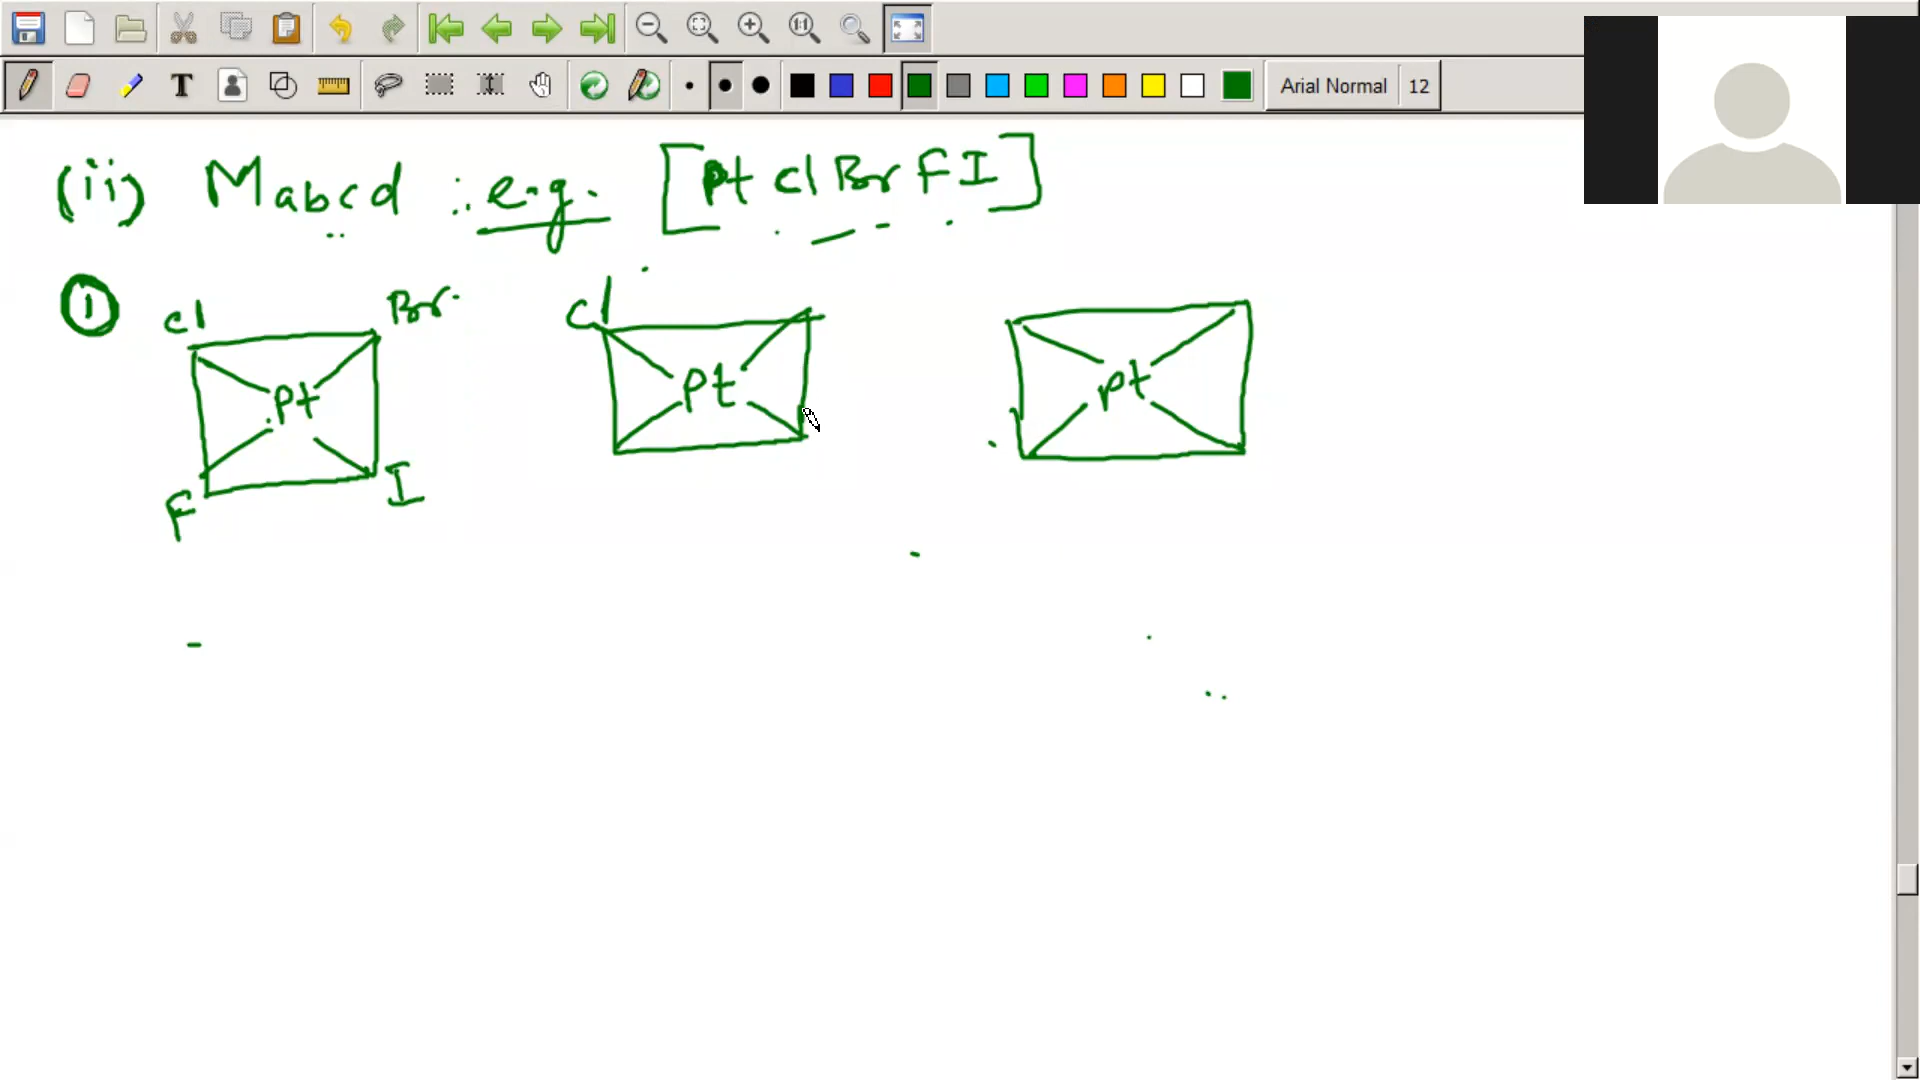 Arial Normal 12
(ii) Mabcd :. e.g. [Pt Cl Br F I]
① Cl Br Cl
Pt Pt Pt
F I